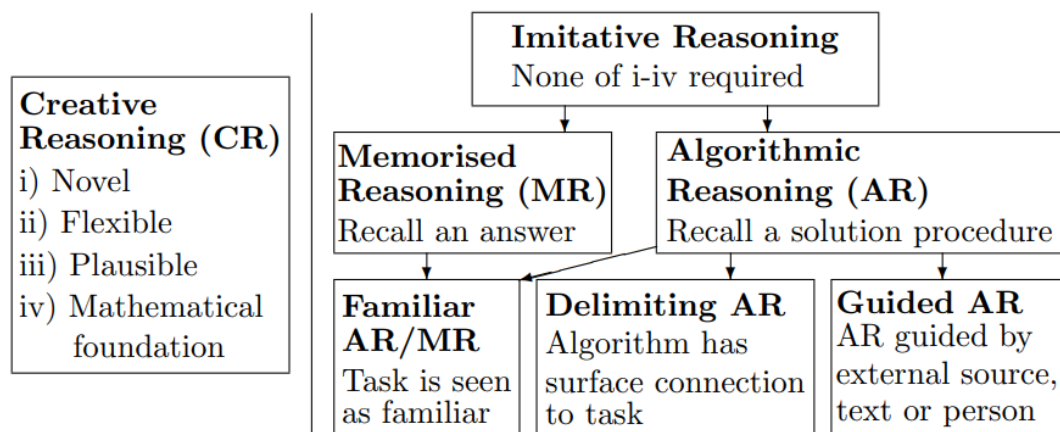 Creative
Reasoning (CR)
i) Novel
ii) Flexible
iii) Plausible
iv) Mathematical
foundation
Imitative Reasoning
None of i-iv required
Memorised
Reasoning (MR)
Recall an answer
Algorithmic
Reasoning (AR)
Recall a solution procedure
Familiar
AR/MR
Task is seen
as familiar
Delimiting AR
Algorithm has
surface connection
to task
Guided AR
AR guided by
external source,
text or person